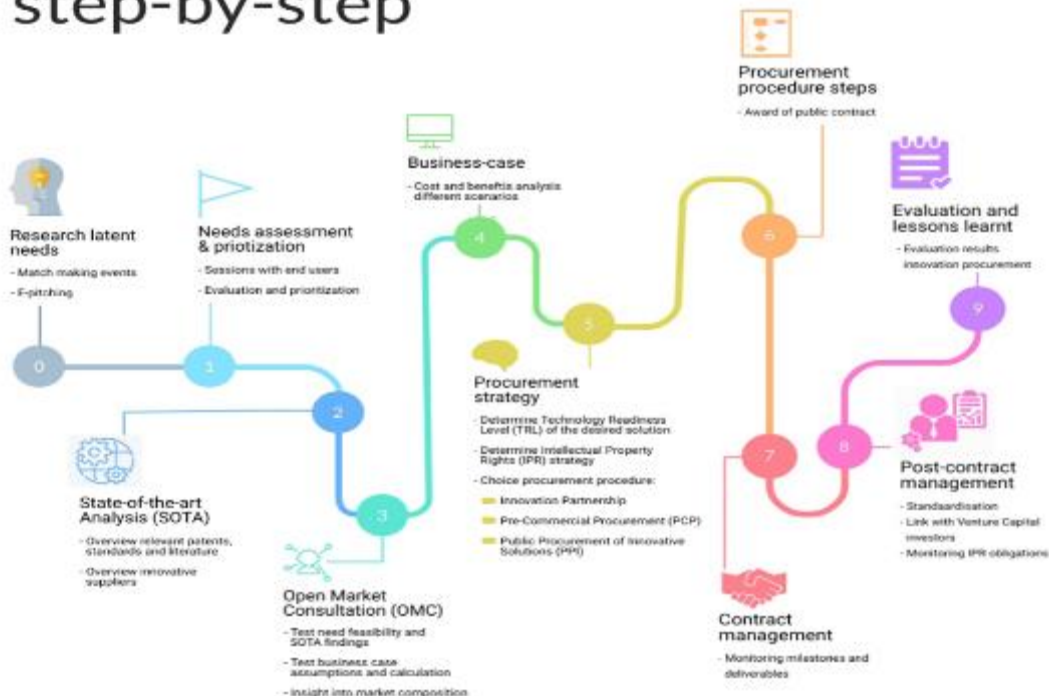 step-by-step
0
Research latent
needs
- Match making events
- E-pitching
1
Needs assessment
& priotization
- Sessions with end users
- Evaluation and prioritization
2
State-of-the-art
Analysis (SOTA)
- Overview relevant patents,
standards and literature
- Overview innovative
suppliers
3
Open Market
Consultation (OMC)
- Test need feasibility and
SOTA findings
- Test business case
assumptions and calculation
- Insight into market composition
4
Business-case
- Cost and benefits analysis
different scenarios
5
Procurement
strategy
- Determine Technology Readiness
Level (TRL) of the desired solution
- Determine Intellectual Property
Rights (IPR) strategy
- Choice procurement procedure:
Innovation Partnership
Pre-Commercial Procurement (PCP)
Public Procurement of Innovative
Solutions (PPI)
6
Procurement
procedure steps
- Award of public contract
7
Contract
management
- Monitoring milestones and
deliverables
8
Post-contract
management
- Standaardisation
- Link with Venture Capital
investors
- Monitoring IPR obligations
9
Evaluation and
lessons learnt
- Evaluation results
innovation procurement